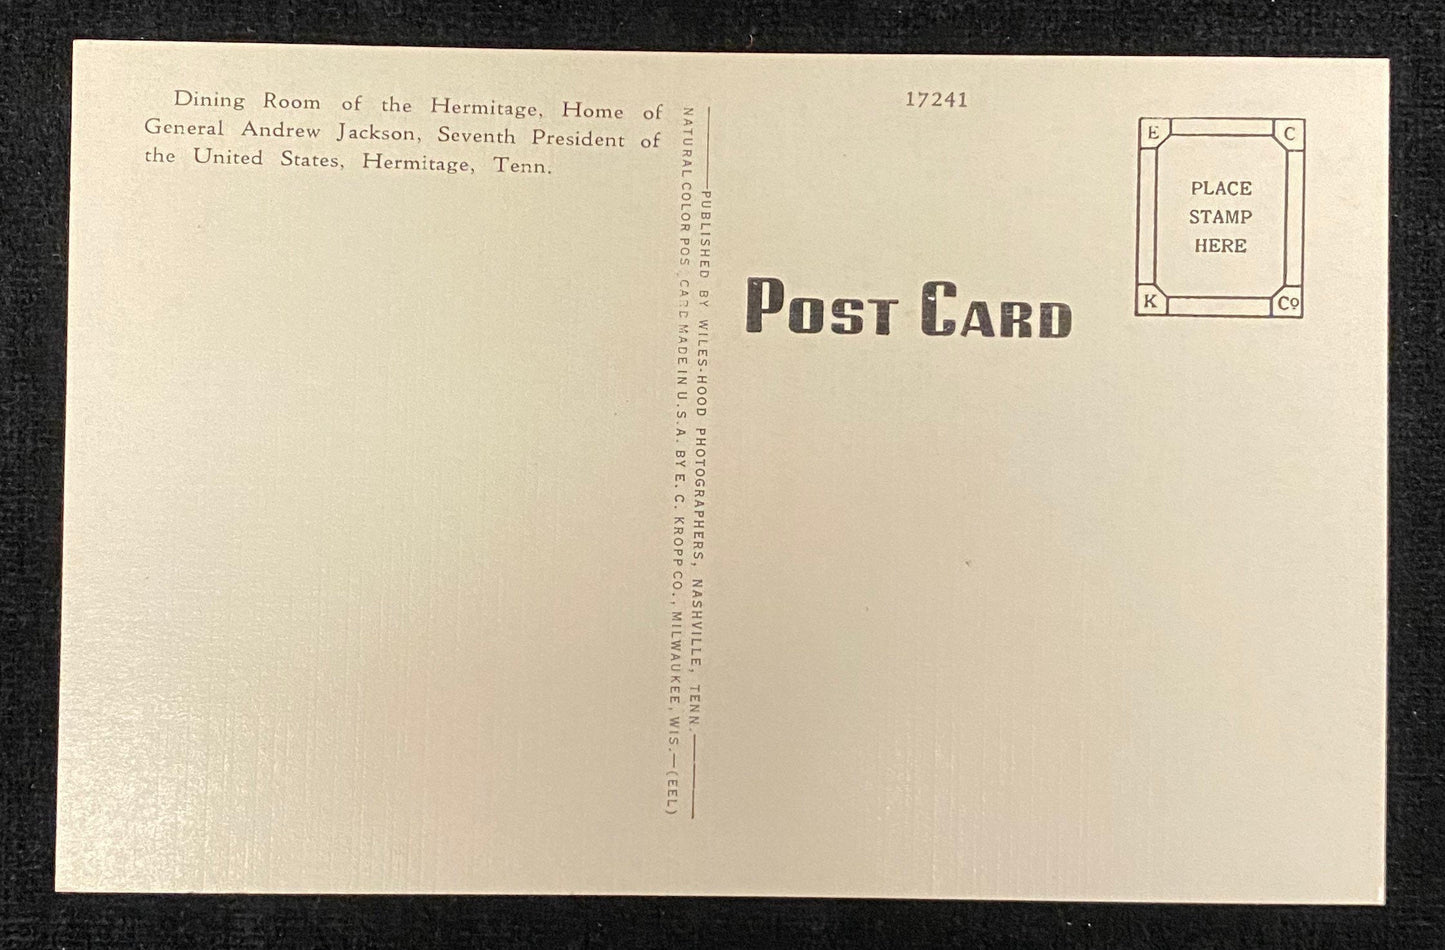 Dining Room of the Hermitage, Home of
General Andrew Jackson, Seventh President of
the United States, Hermitage, Tenn.
PUBLISHED BY WILES-HOOD PHOTOGRAPHERS, NASHVILLE, TENN.
NATURAL COLOR POST CARD MADE IN U.S.A. BY E. C. KROPP CO., MILWAUKEE, WIS.—(EEL)
17241
POST CARD
E C
PLACE
STAMP
HERE
K Co